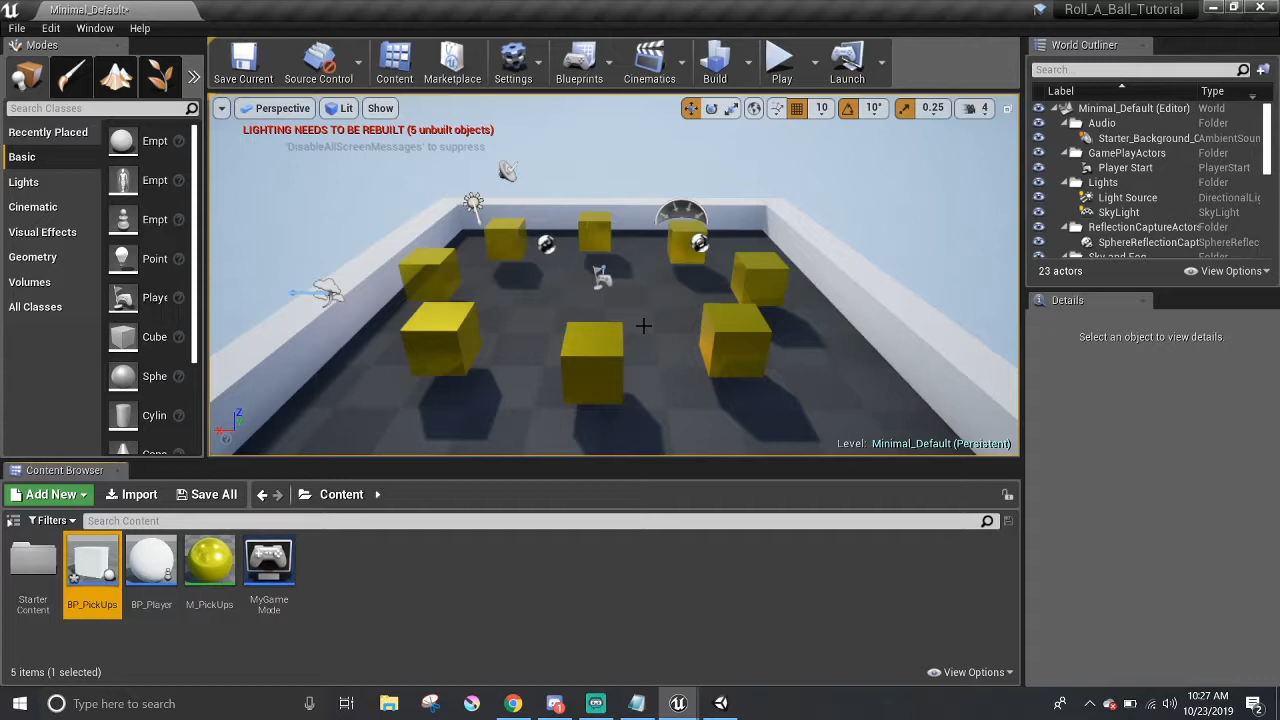 Minimal_Default*
Roll_A_Ball_Tutorial
File Edit Window Help
Modes
Search Classes
Recently Placed
Basic
Lights
Cinematic
Visual Effects
Geometry
Volumes
All Classes
Empt
Empt
Empt
Point
Playe
Cube
Sphe
Cylin
Save Current
Source Control
Content
Marketplace
Settings
Blueprints
Cinematics
Build
Play
Launch
Perspective
Lit
Show
10
10°
0.25
4
LIGHTING NEEDS TO BE REBUILT (5 unbuilt objects)
'DisableAllScreenMessages' to suppress
Z
X
Level: Minimal_Default (Persistent)
World Outliner
Search...
Label Type
Minimal_Default (Editor) World
Audio Folder
Starter_Background_C AmbientSoun
GamePlayActors Folder
Player Start PlayerStart
Lights Folder
Light Source DirectionalLig
SkyLight SkyLight
ReflectionCaptureActors Folder
SphereReflectionCapt SphereReflec
Sky and Fog Folder
23 actors
View Options
Details
Select an object to view details.
Content Browser
Add New
Import
Save All
Content
Filters
Search Content
Starter
Content
BP_PickUps
BP_Player
M_PickUps
MyGame
Mode
5 items (1 selected)
View Options
Type here to search
10:27 AM
10/23/2019